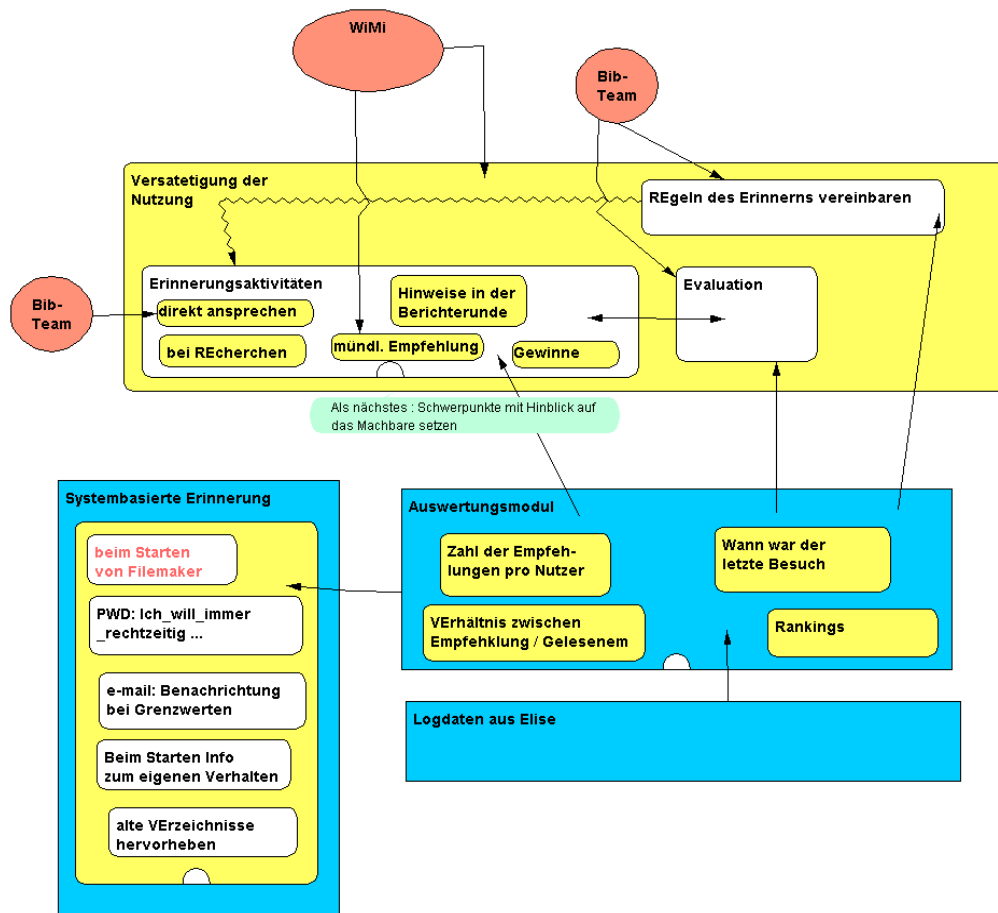 WiMi
Bib-
Team
Versatetigung der
Nutzung
REgeln des Erinnerns vereinbaren
Erinnerungsaktivitäten
direkt ansprechen
bei REcherchen
Hinweise in der
Berichterunde
mündl. Empfehlung
Gewinne
Evaluation
Bib-
Team
Als nächstes : Schwerpunkte mit Hinblick auf
das Machbare setzen
Systembasierte Erinnerung
beim Starten
von Filemaker
PWD: Ich_will_immer
_rechtzeitig ...
e-mail: Benachrichtung
bei Grenzwerten
Beim Starten Info
zum eigenen Verhalten
alte VErzeichnisse
hervorheben
Auswertungsmodul
Zahl der Empfeh-
lungen pro Nutzer
Wann war der
letzte Besuch
VErhältnis zwischen
Empfehklung / Gelesenem
Rankings
Logdaten aus Elise